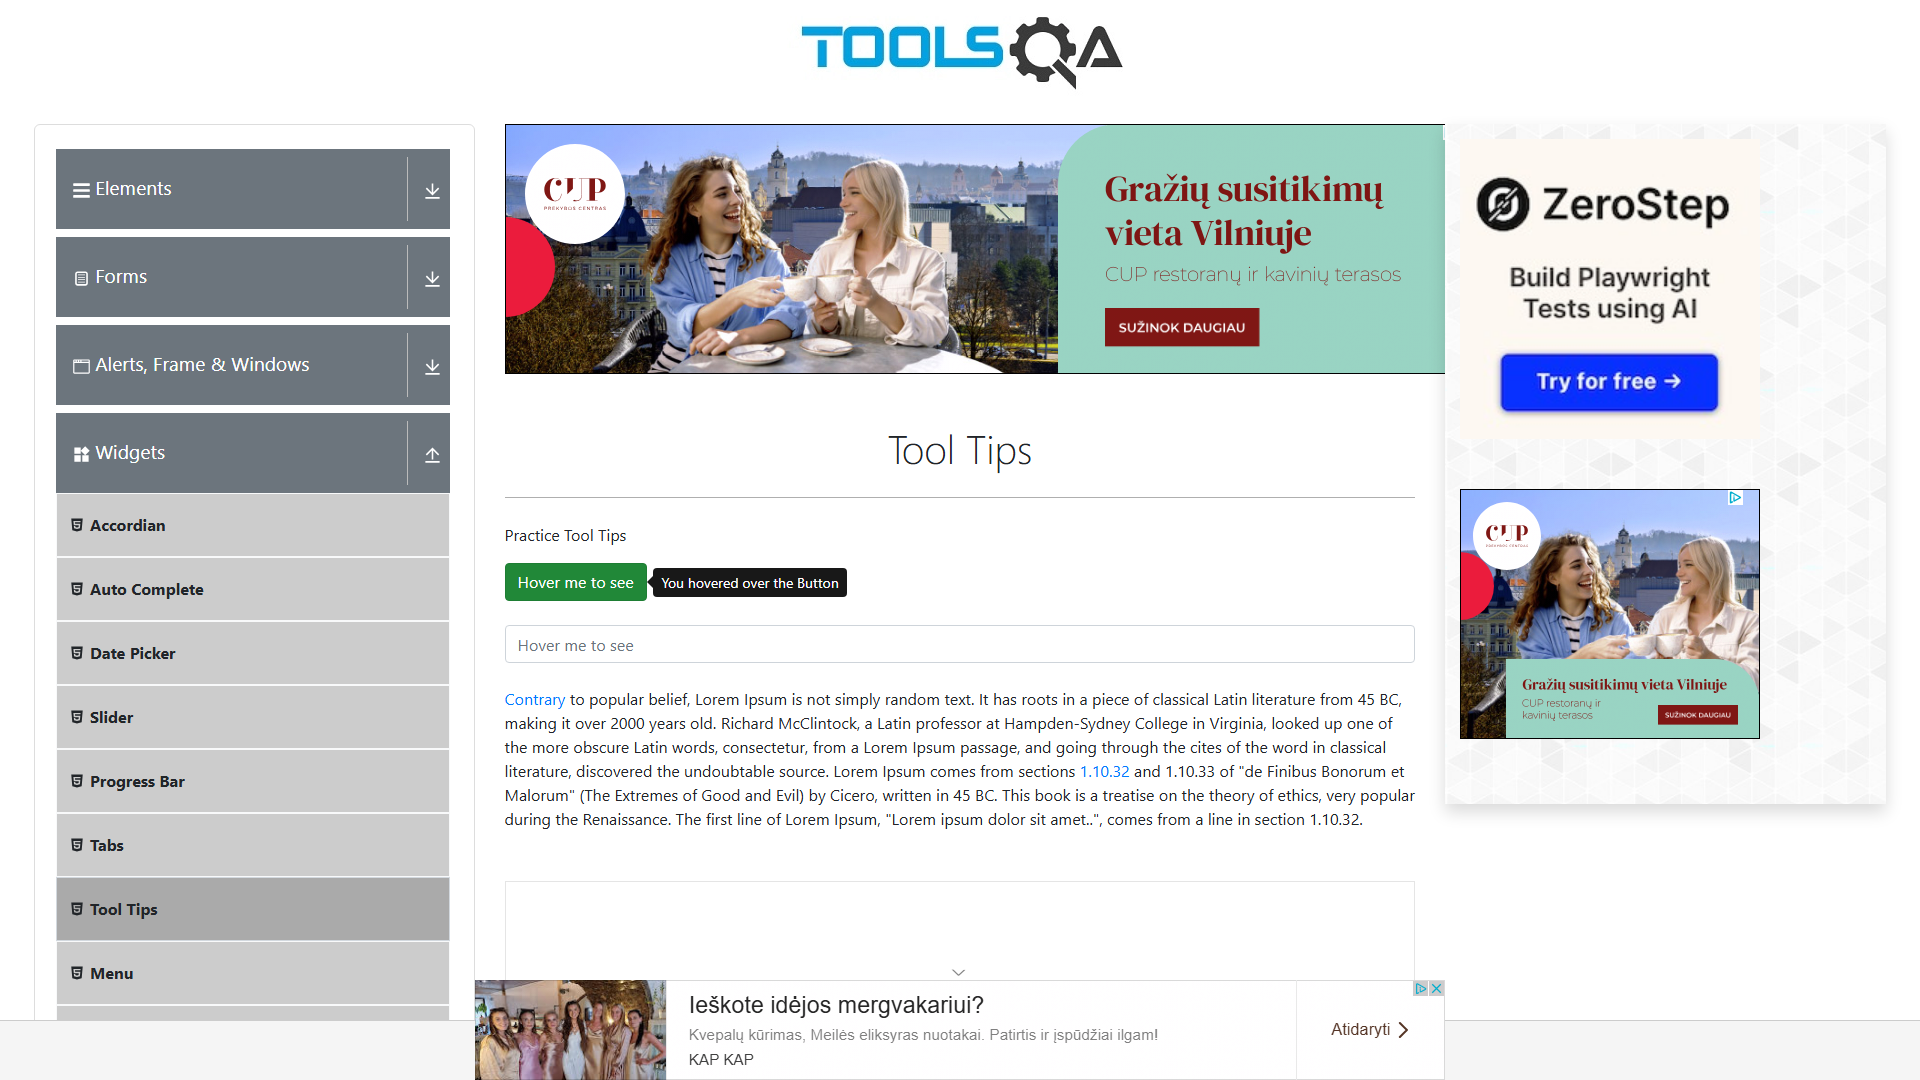 TOOLSQA
Elements
Forms
Alerts, Frame & Windows
Widgets
Accordian
Auto Complete
Date Picker
Slider
Progress Bar
Tabs
Tool Tips
Menu
CUP
PREKYBOS CENTRAS
Gražių susitikimų
vieta Vilniuje
CUP restoranų ir kavinių terasos
SUŽINOK DAUGIAU
Tool Tips
Practice Tool Tips
Hover me to see
You hovered over the Button
Hover me to see
Contrary to popular belief, Lorem Ipsum is not simply random text. It has roots in a piece of classical Latin literature from 45 BC,
making it over 2000 years old. Richard McClintock, a Latin professor at Hampden-Sydney College in Virginia, looked up one of
the more obscure Latin words, consectetur, from a Lorem Ipsum passage, and going through the cites of the word in classical
literature, discovered the undoubtable source. Lorem Ipsum comes from sections 1.10.32 and 1.10.33 of "de Finibus Bonorum et
Malorum" (The Extremes of Good and Evil) by Cicero, written in 45 BC. This book is a treatise on the theory of ethics, very popular
during the Renaissance. The first line of Lorem Ipsum, "Lorem ipsum dolor sit amet..", comes from a line in section 1.10.32.
ZeroStep
Build Playwright
Tests using AI
Try for free →
CUP
PREKYBOS CENTRAS
Gražių susitikimų vieta Vilniuje
CUP restoranų ir
kavinių terasos
SUŽINOK DAUGIAU
Ieškote idėjos mergvakariui?
Kvepalų kūrimas, Meilės eliksyras nuotakai. Patirtis ir įspūdžiai ilgam!
KAP KAP
Atidaryti